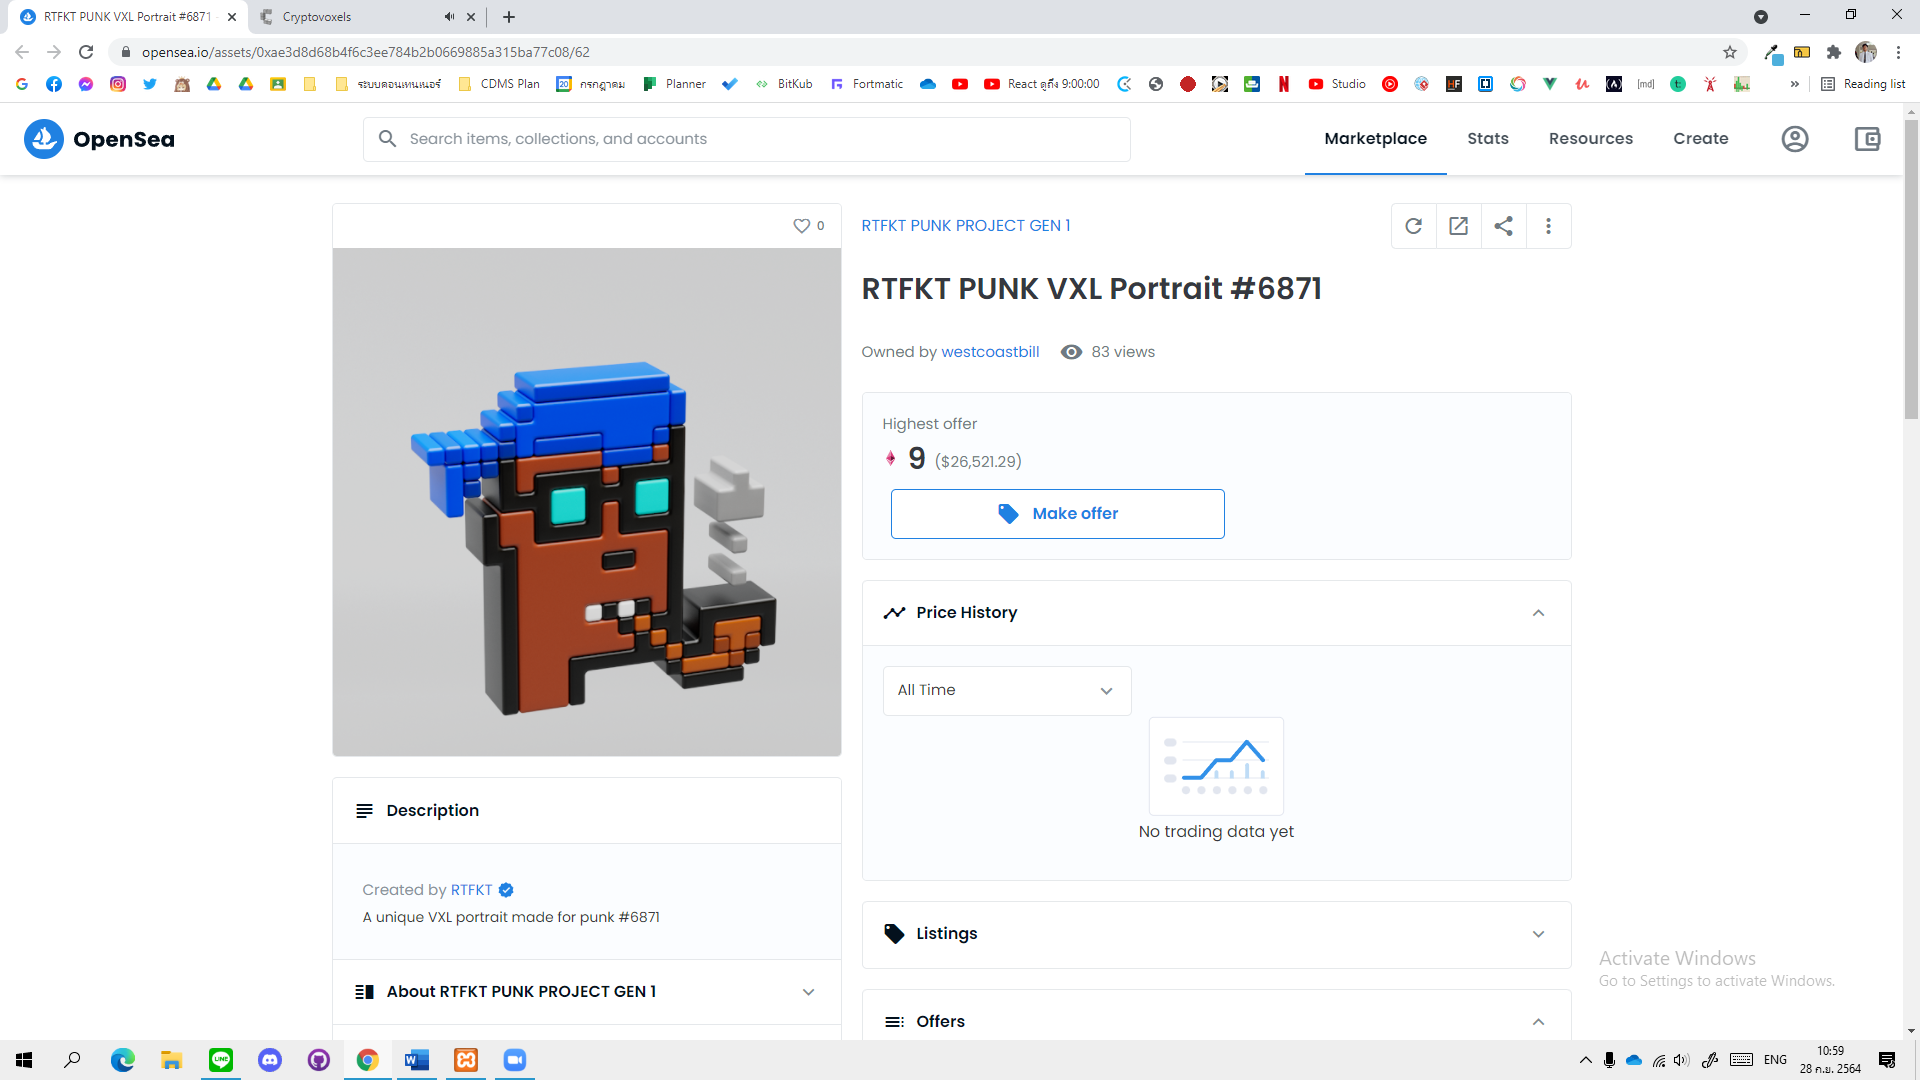 RTFKT PUNK VXL Portrait #6871
Cryptovoxels
opensea.io/assets/0xae3d8d68b4f6c3ee784b2b0669885a315ba77c08/62
ระบบคอนเทนเนอร์
CDMS Plan
20
กรกฎาคม
Planner
BitKub
Fortmatic
React ดูถึง 9:00:00
Studio
HF
[md]
Reading list
OpenSea
Search items, collections, and accounts
Marketplace
Stats
Resources
Create
0
RTFKT PUNK PROJECT GEN 1
RTFKT PUNK VXL Portrait #6871
Owned by westcoastbill
83 views
Highest offer
9 ($26,521.29)
Make offer
Price History
All Time
No trading data yet
Description
Created by RTFKT
A unique VXL portrait made for punk #6871
About RTFKT PUNK PROJECT GEN 1
Listings
Offers
Activate Windows
Go to Settings to activate Windows.
LINE
ENG
10:59
28 ก.ย. 2564